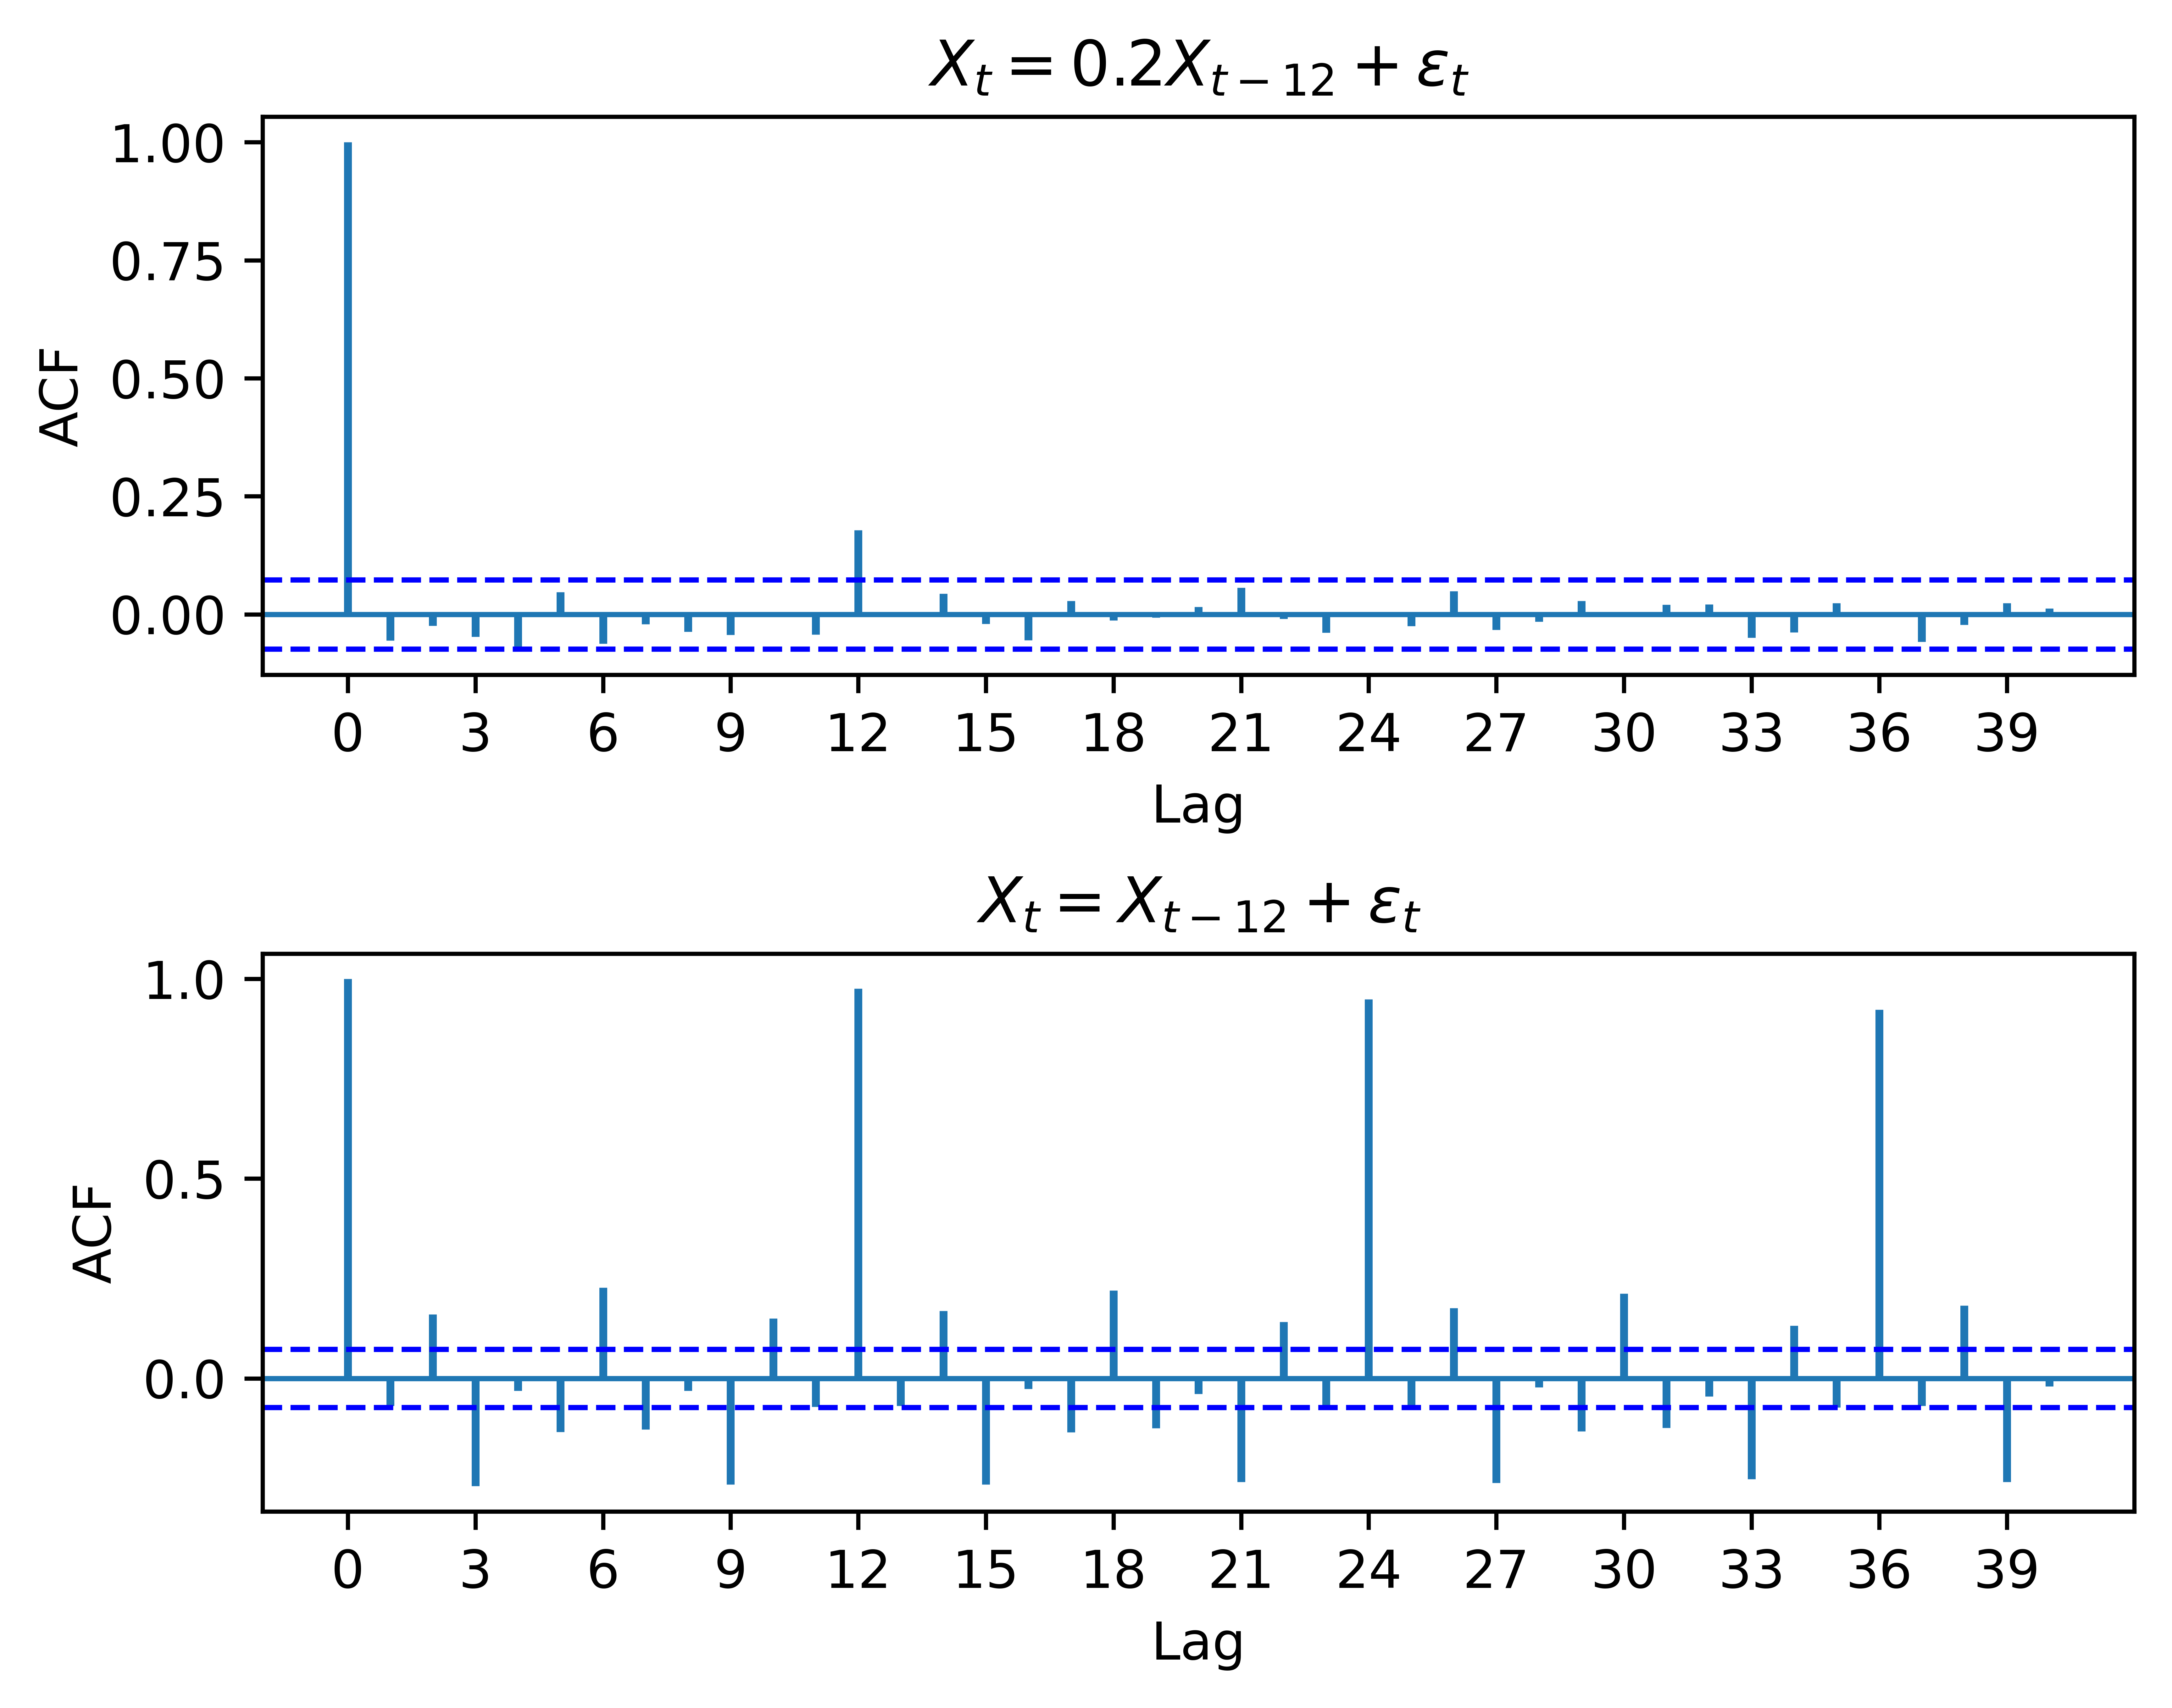 X_t = 0.2X_{t−12} + ε_t
1.00
0.75
0.50
0.25
0.00
ACF
0 3 6 9 12 15 18 21 24 27 30 33 36 39
Lag
X_t = X_{t−12} + ε_t
1.0
0.5
0.0
ACF
0 3 6 9 12 15 18 21 24 27 30 33 36 39
Lag